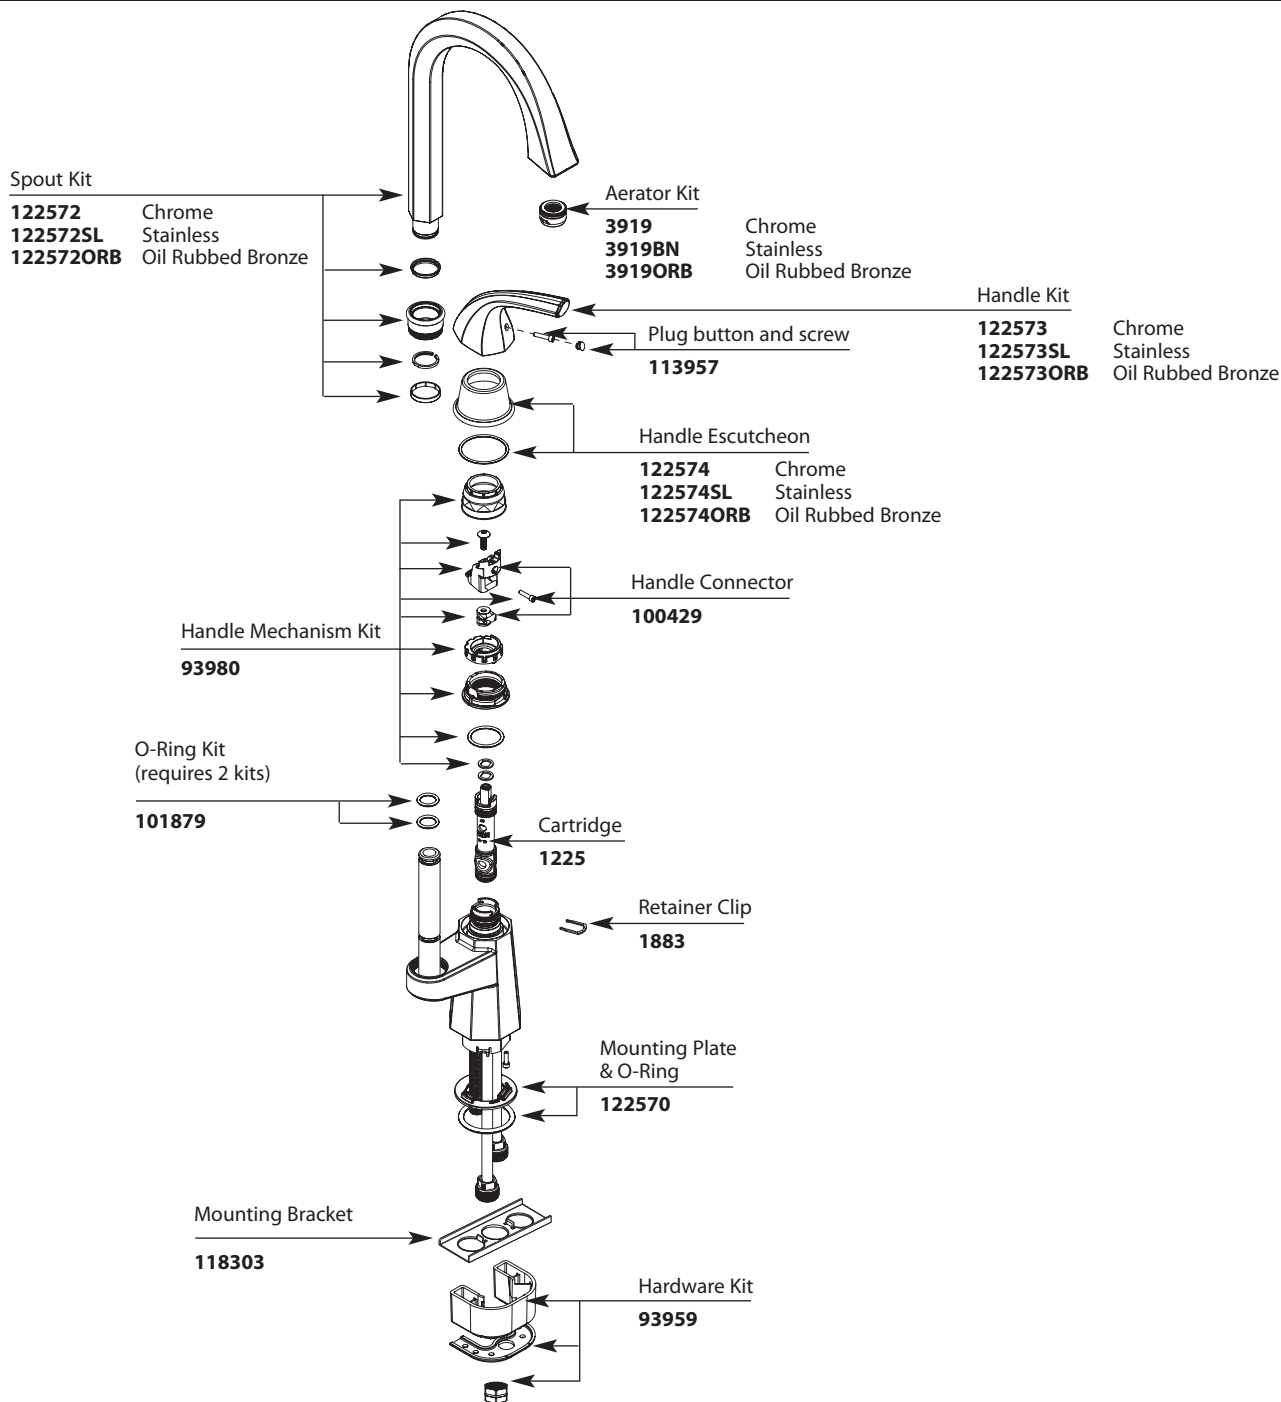 Spout Kit
122572 Chrome
122572SL Stainless
122572ORB Oil Rubbed Bronze
Aerator Kit
3919 Chrome
3919BN Stainless
3919ORB Oil Rubbed Bronze
Handle Kit
122573 Chrome
122573SL Stainless
122573ORB Oil Rubbed Bronze
Plug button and screw
113957
Handle Escutcheon
122574 Chrome
122574SL Stainless
122574ORB Oil Rubbed Bronze
Handle Connector
100429
Handle Mechanism Kit
93980
O-Ring Kit
(requires 2 kits)
101879
Cartridge
1225
Retainer Clip
1883
Mounting Plate
& O-Ring
122570
Mounting Bracket
118303
Hardware Kit
93959